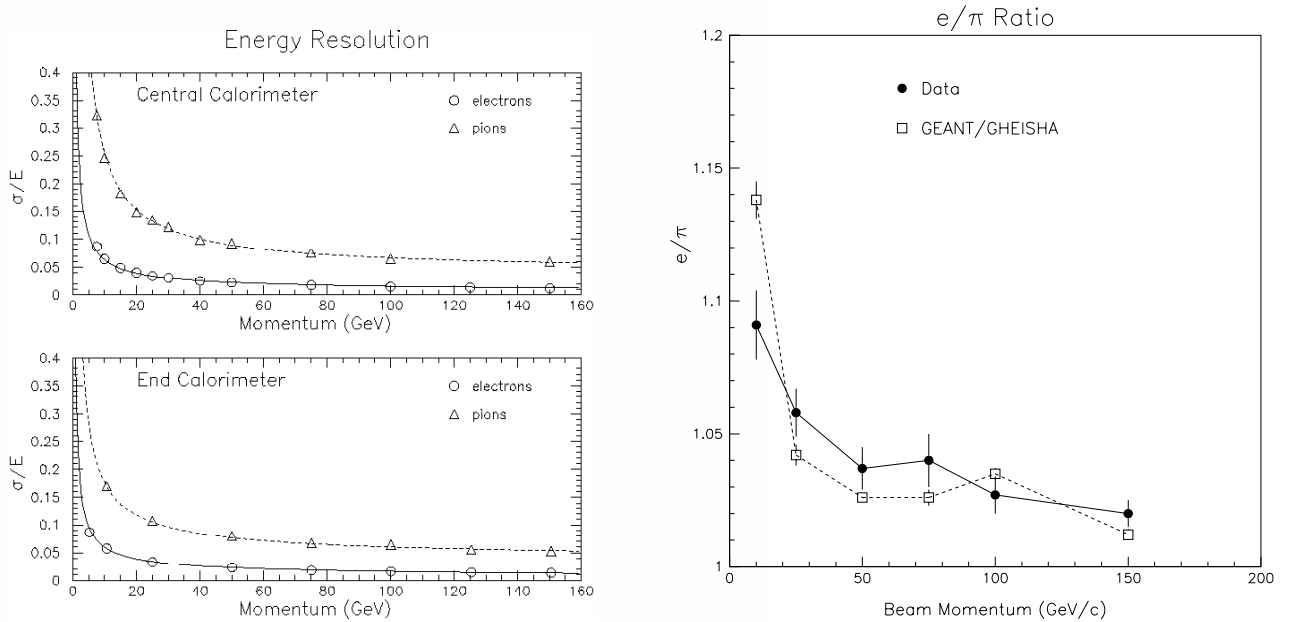 Energy Resolution
0.4
0.35
0.3
0.25
0.2
0.15
0.1
0.05
0
σ/E
Central Calorimeter
electrons
pions
0 20 40 60 80 100 120 140 160
Momentum (GeV)
0.4
0.35
0.3
0.25
0.2
0.15
0.1
0.05
0
σ/E
End Calorimeter
electrons
pions
0 20 40 60 80 100 120 140 160
Momentum (GeV)
e/π Ratio
1.2
1.15
1.1
1.05
1
e/π
Data
GEANT/GHEISHA
0 50 100 150 200
Beam Momentum (GeV/c)